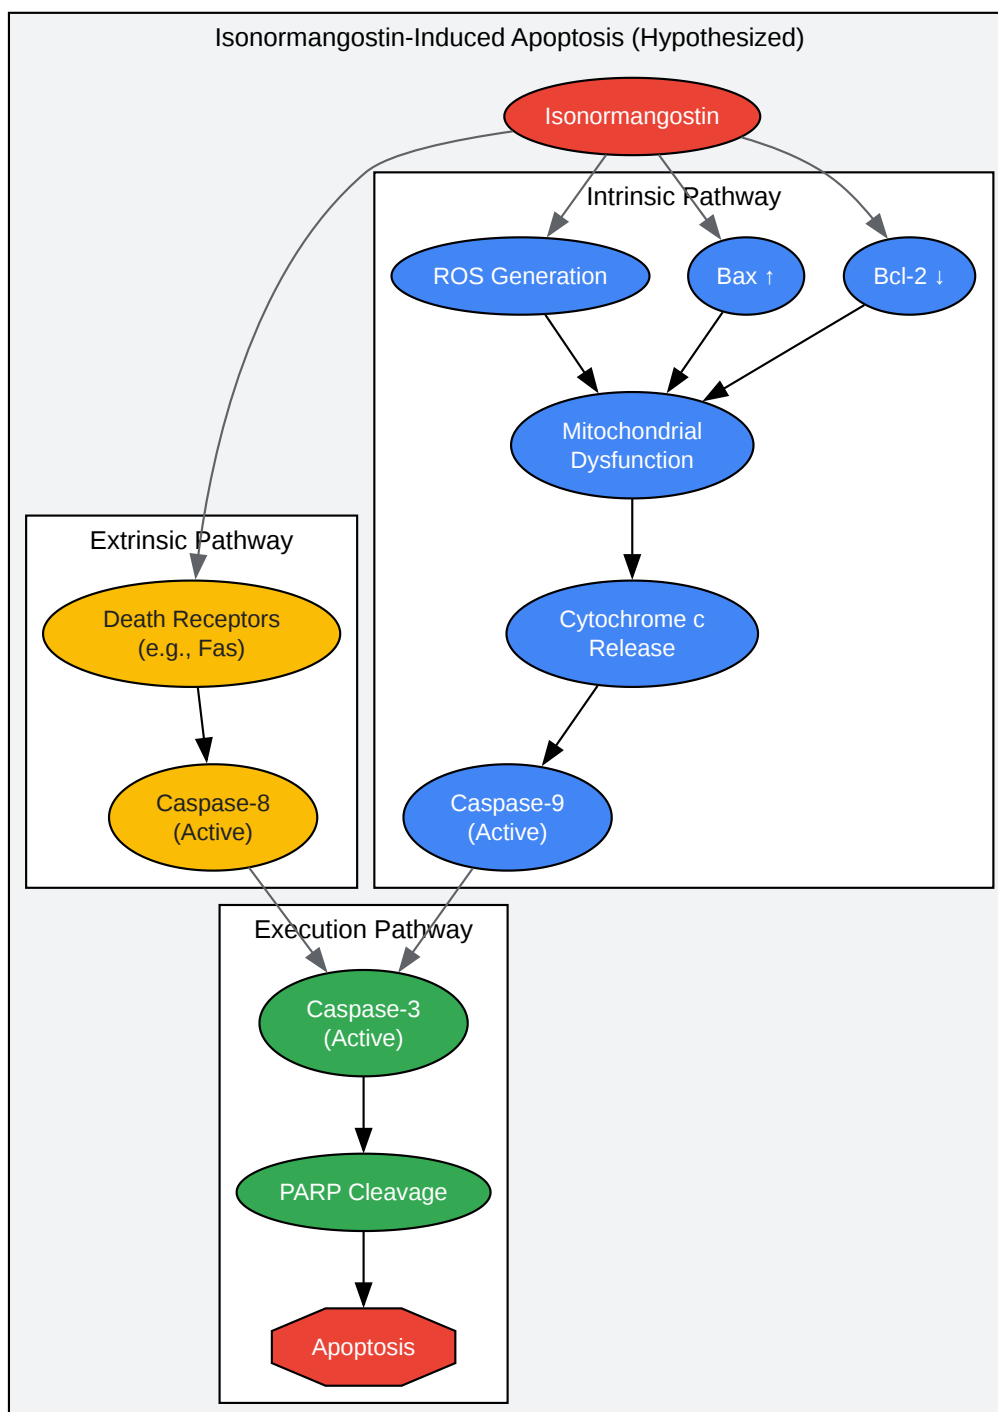 Isonormangostin-Induced Apoptosis (Hypothesized)
Isonormangostin
Intrinsic Pathway
ROS Generation
Bax ↑
Bcl-2 ↓
Mitochondrial
Dysfunction
Extrinsic Pathway
Death Receptors
(e.g., Fas)
Cytochrome c
Release
Caspase-8
(Active)
Caspase-9
(Active)
Execution Pathway
Caspase-3
(Active)
PARP Cleavage
Apoptosis